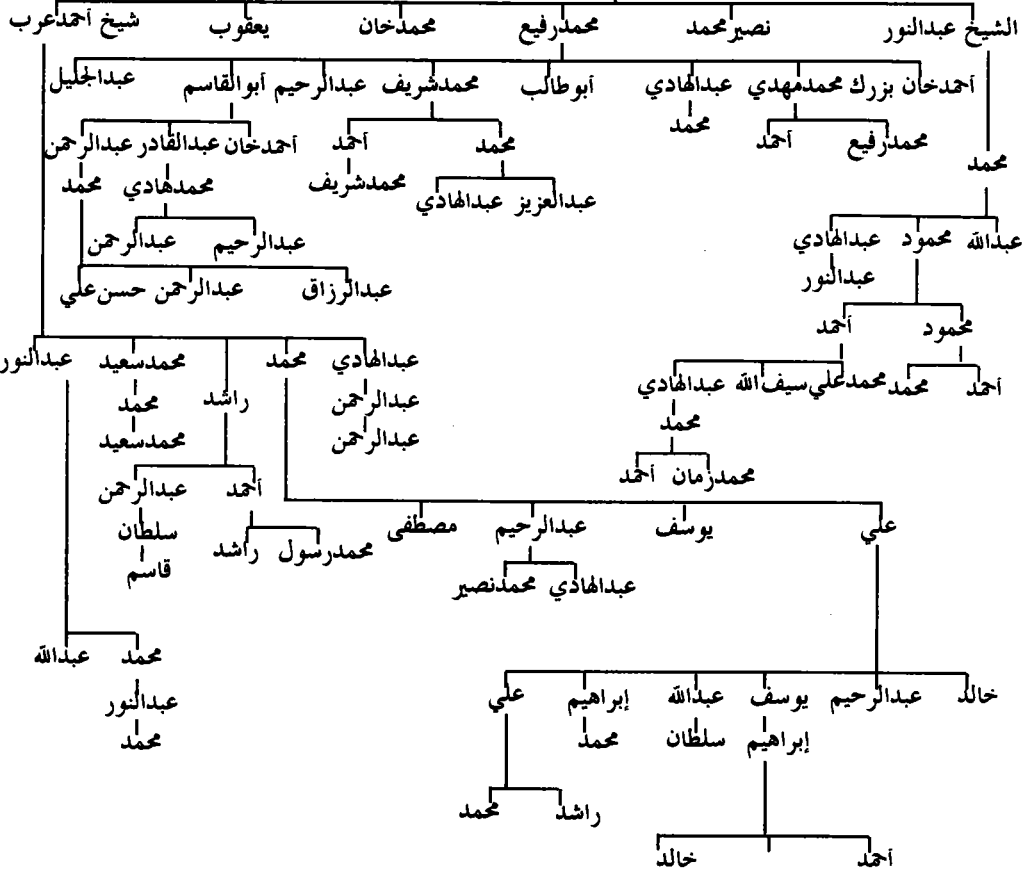 الشيخ عبدالنور نصيرمحمد محمدرفيع محمدخان يعقوب شيخ أحمدعرب
أحمدخان بزرك محمدمهدي عبدالهادي أبوطالب محمدشريف عبدالرحيم أبوالقاسم عبدالجليل
محمد
محمدرفيع أحمد محمد أحمد أحمدخان عبدالقادر عبدالرحمن
محمد
محمدشريف محمدهادي محمد
عبدالعزيز عبدالهادي
عبدالله محمود عبدالهادي عبدالرحيم عبدالرحمن
عبدالنور
عبدالرزاق عبدالرحمن حسن علي
محمود أحمد
عبدالهادي محمد محمدسعيد عبدالنور
أحمد محمد محمدعلي سيف الله عبدالهادي
عبدالرحمن راشد محمد
محمد
عبدالرحمن محمدسعيد
محمدزمان أحمد
أحمد عبدالرحمن
علي يوسف عبدالرحيم مصطفى سلطان
محمدرسول راشد
قاسم
عبدالهادي محمدنصير
محمد عبدالله
خالد عبدالرحيم يوسف عبدالله إبراهيم علي عبدالنور
إبراهيم سلطان محمد محمد
راشد محمد
أحمد خالد